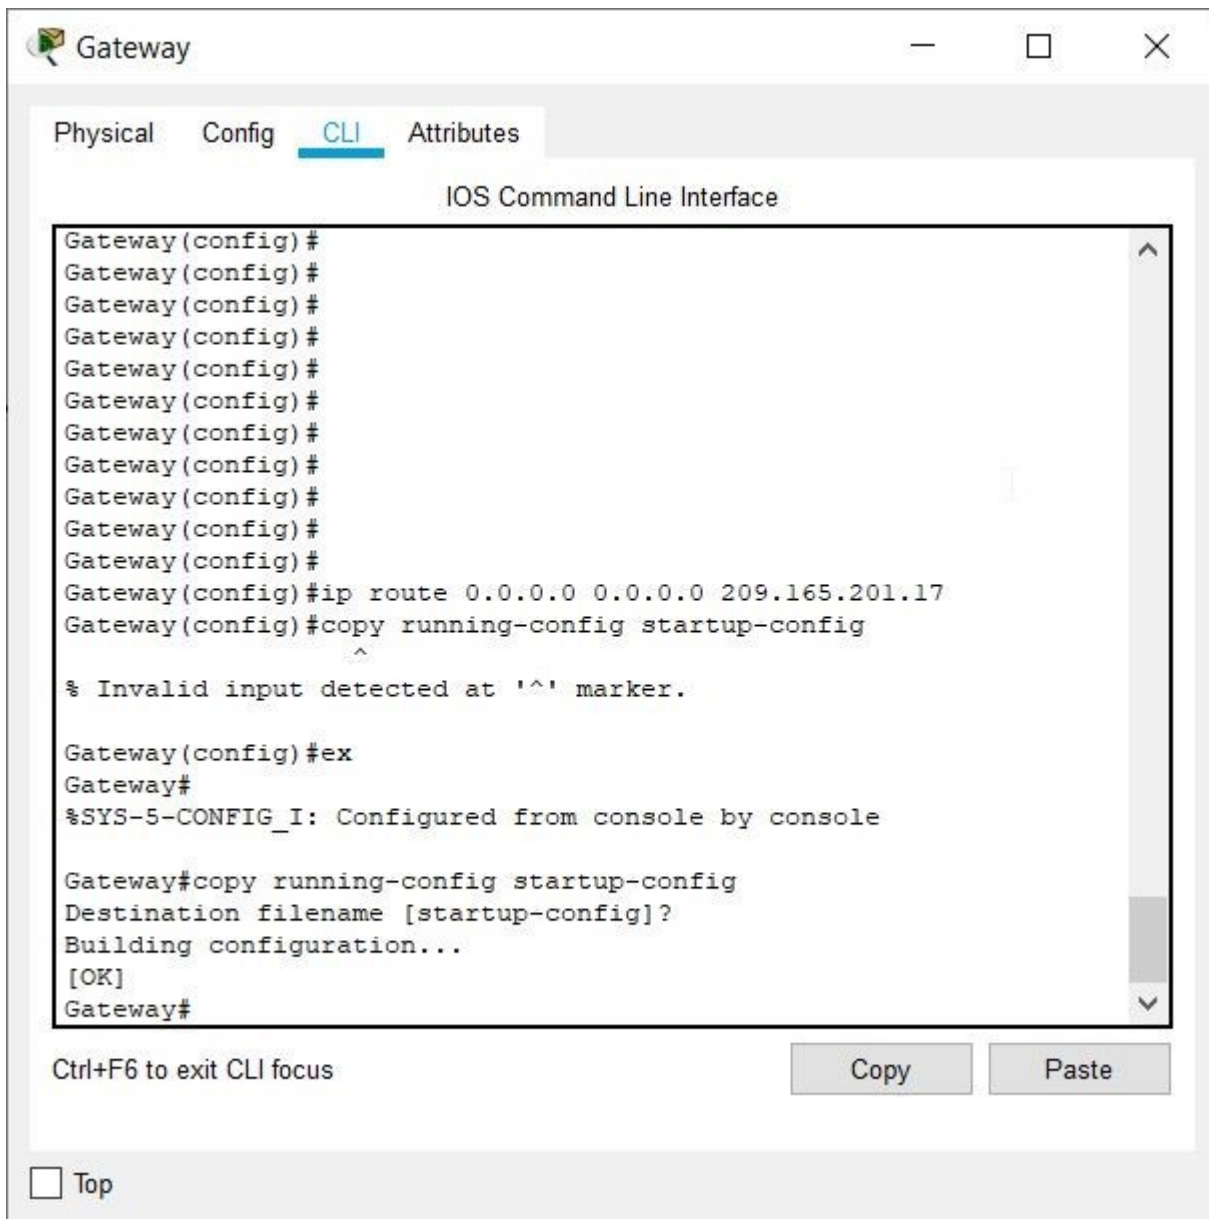 Gateway
Physical Config CLI Attributes
IOS Command Line Interface
Gateway(config)#
Gateway(config)#
Gateway(config)#
Gateway(config)#
Gateway(config)#
Gateway(config)#
Gateway(config)#
Gateway(config)#
Gateway(config)#
Gateway(config)#
Gateway(config)#
Gateway(config)#ip route 0.0.0.0 0.0.0.0 209.165.201.17
Gateway(config)#copy running-config startup-config
^
% Invalid input detected at '^' marker.
Gateway(config)#ex
Gateway#
%SYS-5-CONFIG_I: Configured from console by console
Gateway#copy running-config startup-config
Destination filename [startup-config]?
Building configuration...
[OK]
Gateway#
Ctrl+F6 to exit CLI focus
Copy Paste
Top